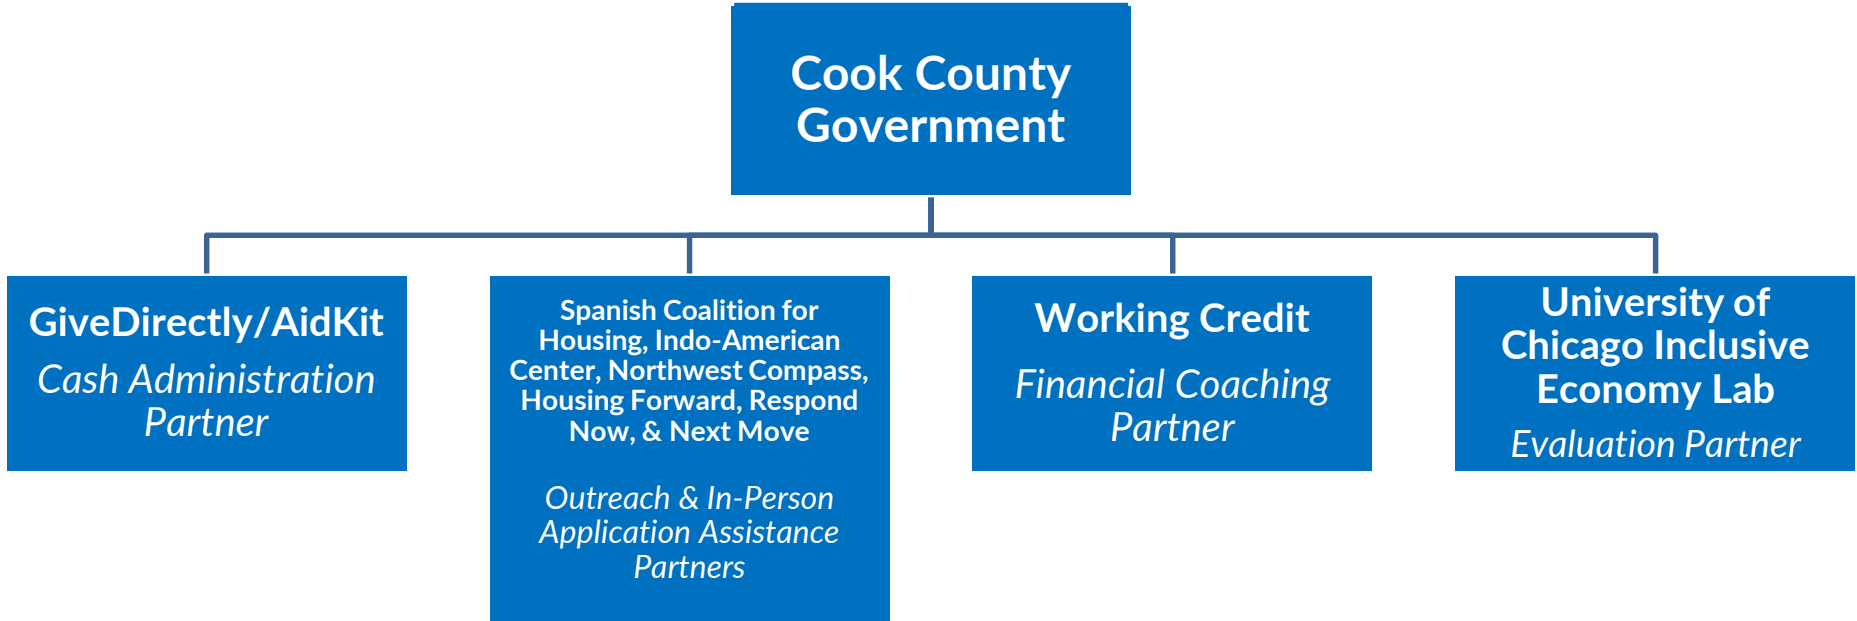 Cook County
Government
GiveDirectly/AidKit
Cash Administration
Partner
Spanish Coalition for
Housing, Indo-American
Center, Northwest Compass,
Housing Forward, Respond
Now, & Next Move
Outreach & In-Person
Application Assistance
Partners
Working Credit
Financial Coaching
Partner
University of
Chicago Inclusive
Economy Lab
Evaluation Partner